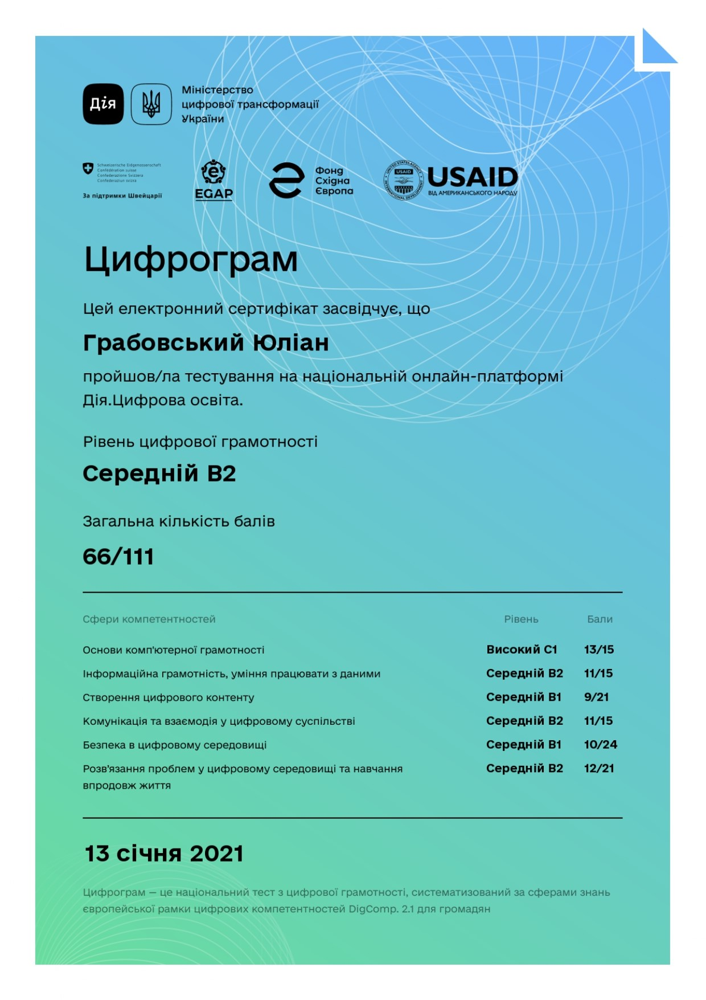 Дія
Міністерство
цифрової трансформації
України
Schweizerische Eidgenossenschaft
Confédération suisse
Confederazione Svizzera
Confederaziun svizra
За підтримки Швейцарії
e
EGAP
Фонд
Східна
Європа
UNITED STATES AGENCY
INTERNATIONAL DEVELOPMENT
USAID
USAID
ВІД АМЕРИКАНСЬКОГО НАРОДУ
Цифрограм
Цей електронний сертифікат засвідчує, що
Грабовський Юліан
пройшов/ла тестування на національній онлайн-платформі
Дія.Цифрова освіта.
Рівень цифрової грамотності
Середній B2
Загальна кількість балів
66/111
Сфери компетентностей Рівень Бали
Основи комп'ютерної грамотності Високий C1 13/15
Інформаційна грамотність, уміння працювати з даними Середній B2 11/15
Створення цифрового контенту Середній B1 9/21
Комунікація та взаємодія у цифровому суспільстві Середній B2 11/15
Безпека в цифровому середовищі Середній B1 10/24
Розв’язання проблем у цифровому середовищі та навчання Середній B2 12/21
впродовж життя
13 січня 2021
Цифрограм — це національний тест з цифрової грамотності, систематизований за сферами знань
європейської рамки цифрових компетентностей DigComp. 2.1 для громадян